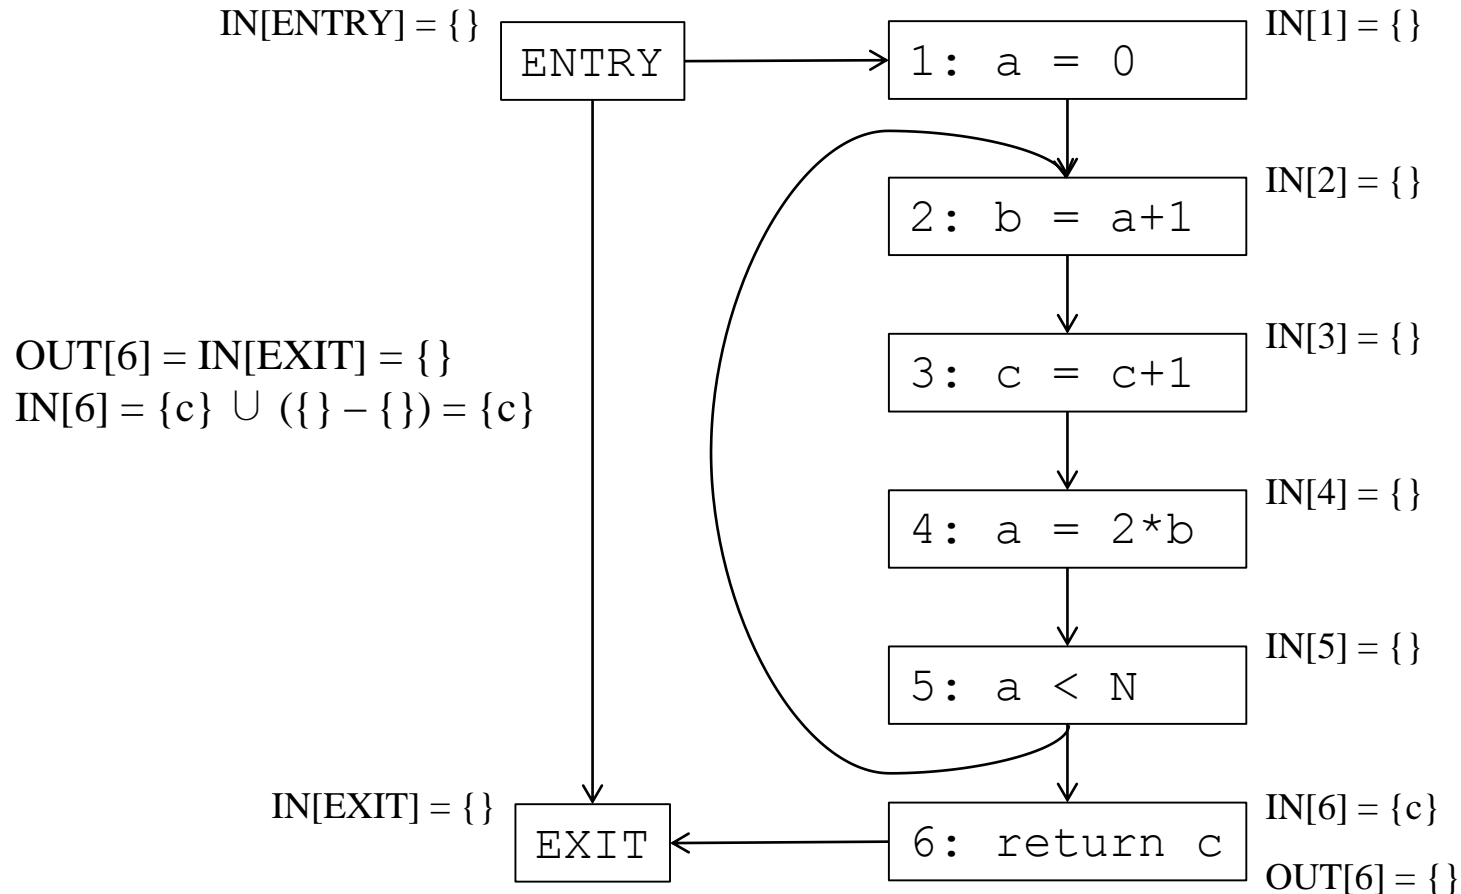 IN[ENTRY] = {}
ENTRY
1: a = 0
IN[1] = {}
2: b = a+1
IN[2] = {}
OUT[6] = IN[EXIT] = {}
IN[6] = {c} ∪ ({} – {}) = {c}
3: c = c+1
IN[3] = {}
4: a = 2*b
IN[4] = {}
5: a < N
IN[5] = {}
IN[EXIT] = {}
EXIT
6: return c
IN[6] = {c}
OUT[6] = {}